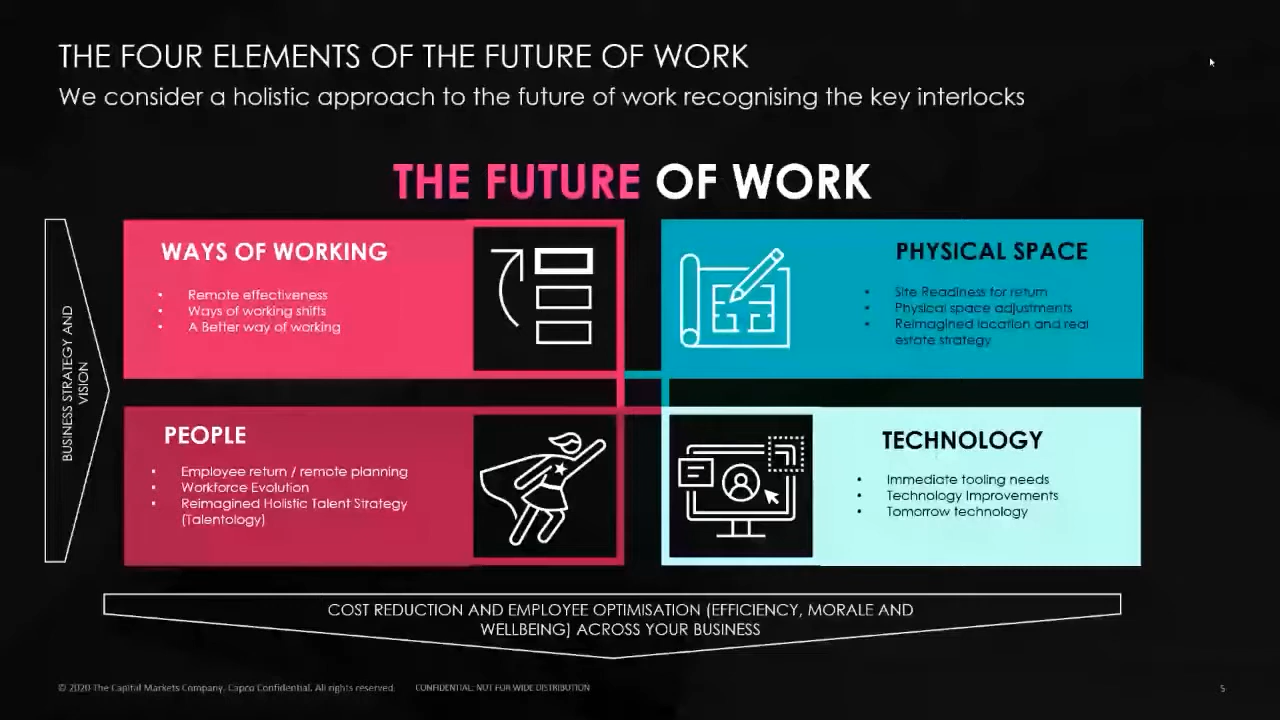 THE FOUR ELEMENTS OF THE FUTURE OF WORK
We consider a holistic approach to the future of work recognising the key interlocks
THE FUTURE OF WORK
BUSINESS STRATEGY AND
VISION
WAYS OF WORKING
• Remote effectiveness
• Ways of working shifts
• A Better way of working
PHYSICAL SPACE
• Site Readiness for return
• Physical space adjustments
• Reimagined location and real
estate strategy
PEOPLE
• Employee return / remote planning
• Workforce Evolution
• Reimagined Holistic Talent Strategy
(Talentology)
TECHNOLOGY
• Immediate tooling needs
• Technology Improvements
• Tomorrow technology
COST REDUCTION AND EMPLOYEE OPTIMISATION (EFFICIENCY, MORALE AND
WELLBEING) ACROSS YOUR BUSINESS
© 2020 The Capital Markets Company. Capco Confidential. All rights reserved. CONFIDENTIAL: NOT FOR WIDE DISTRIBUTION
5